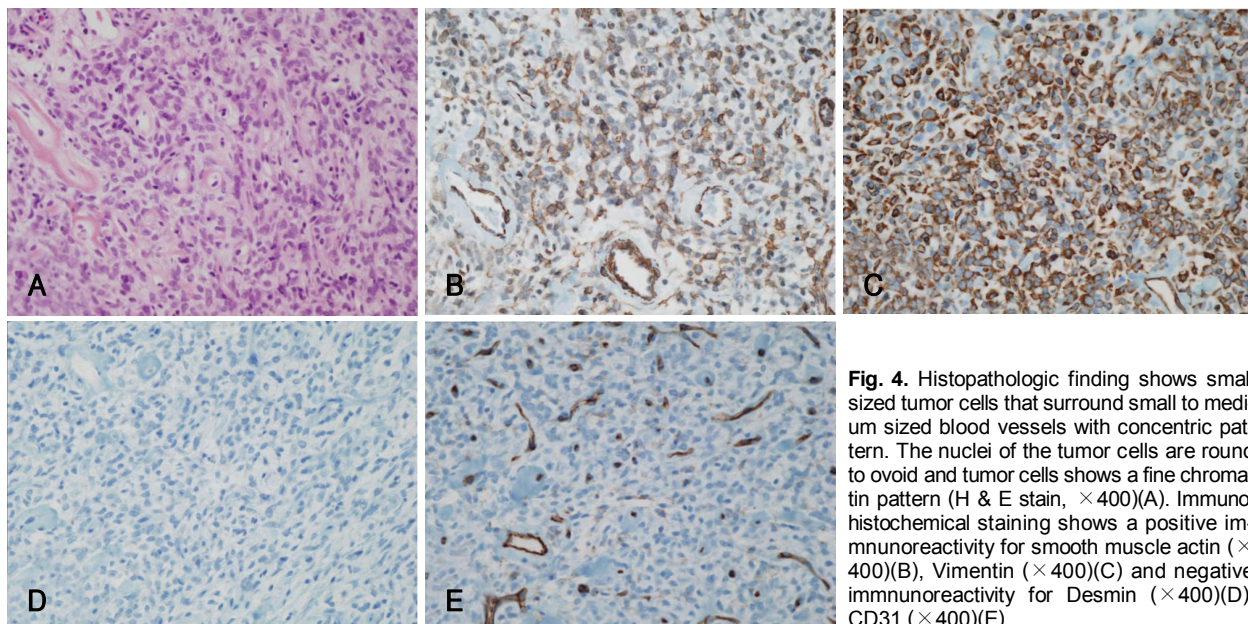 A
B
C
D
E
Fig. 4. Histopathologic finding shows small
sized tumor cells that surround small to medi-
um sized blood vessels with concentric pat-
tern. The nuclei of the tumor cells are round
to ovoid and tumor cells shows a fine chroma-
tin pattern (H & E stain, ×400)(A). Immuno-
histochemical staining shows a positive im-
mnunoreactivity for smooth muscle actin (×
400)(B), Vimentin (×400)(C) and negative
immnunoreactivity for Desmin (×400)(D),
CD31 (×400)(E)